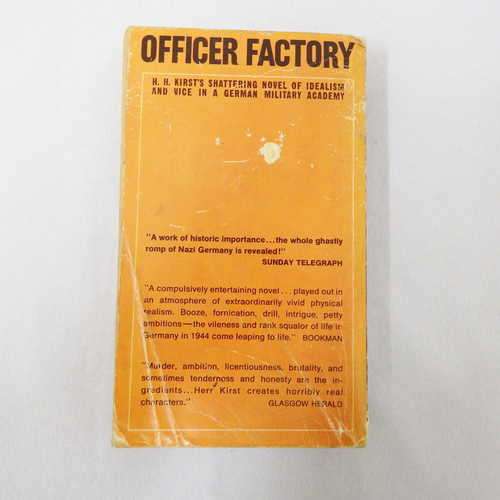 OFFICER FACTORY
H. H. KIRST'S SHATTERING NOVEL OF IDEALISM
AND VICE IN A GERMAN MILITARY ACADEMY
"A work of historic importance...the whole ghastly
romp of Nazi Germany is revealed!"
SUNDAY TELEGRAPH
"A compulsively entertaining novel...played out in
an atmosphere of extraordinarily vivid physical
realism. Booze, fornication, drill, intrigue, petty
ambitions—the vileness and rank squalor of life in
Germany in 1944 come leaping to life." BOOKMAN
"Murder, ambition, licentiousness, brutality, and
sometimes tenderness and honesty are the in-
gredients...Herr Kirst creates horribly real
characters." GLASGOW HERALD